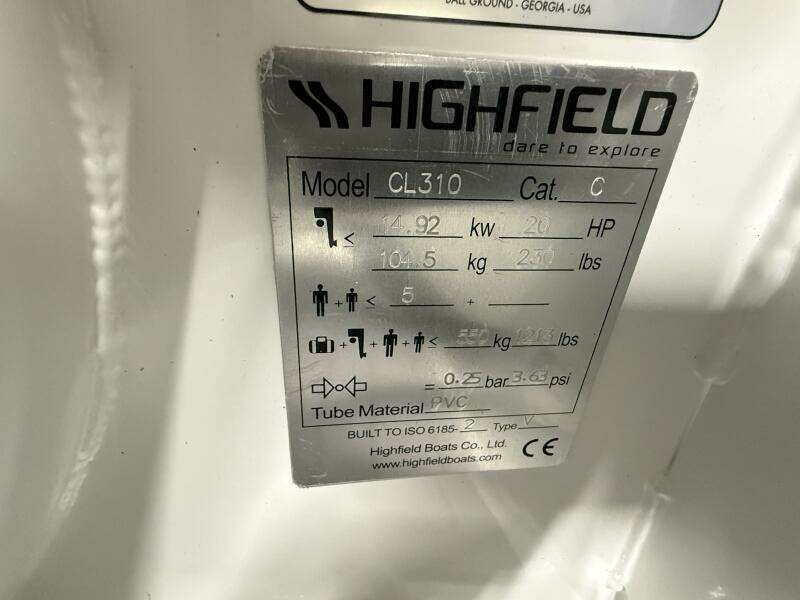 BALL GROUND - GEORGIA - USA
HIGHFIELD
dare to explore
Model CL310 Cat. C
≤ 14.92 kw 20 HP
104.5 kg 230 lbs
+ ≤ 5 +
+ + + ≤ 550 kg 1213 lbs
= 0.25 bar 3.63 psi
Tube Material PVC
BUILT TO ISO 6185- 2 Type V
Highfield Boats Co., Ltd.
www.highfieldboats.com
CE